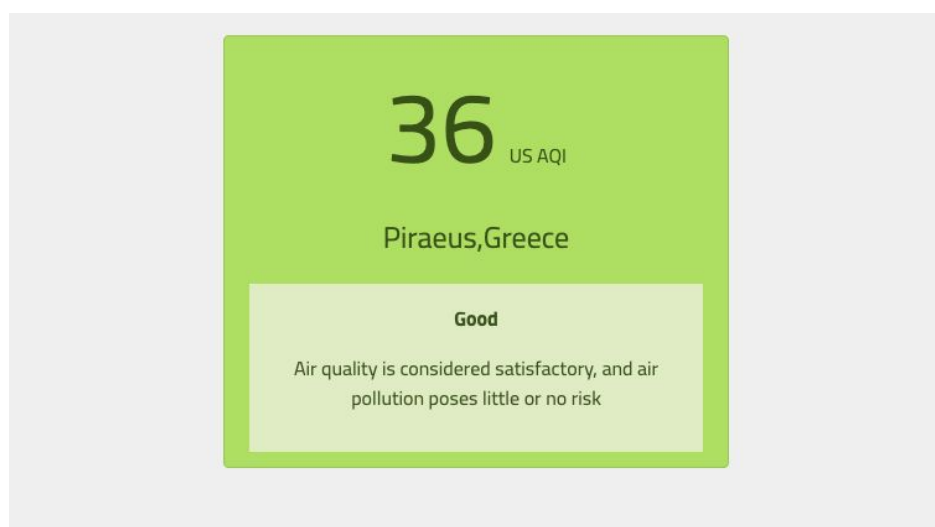 36 US AQI
Piraeus,Greece
Good
Air quality is considered satisfactory, and air
pollution poses little or no risk